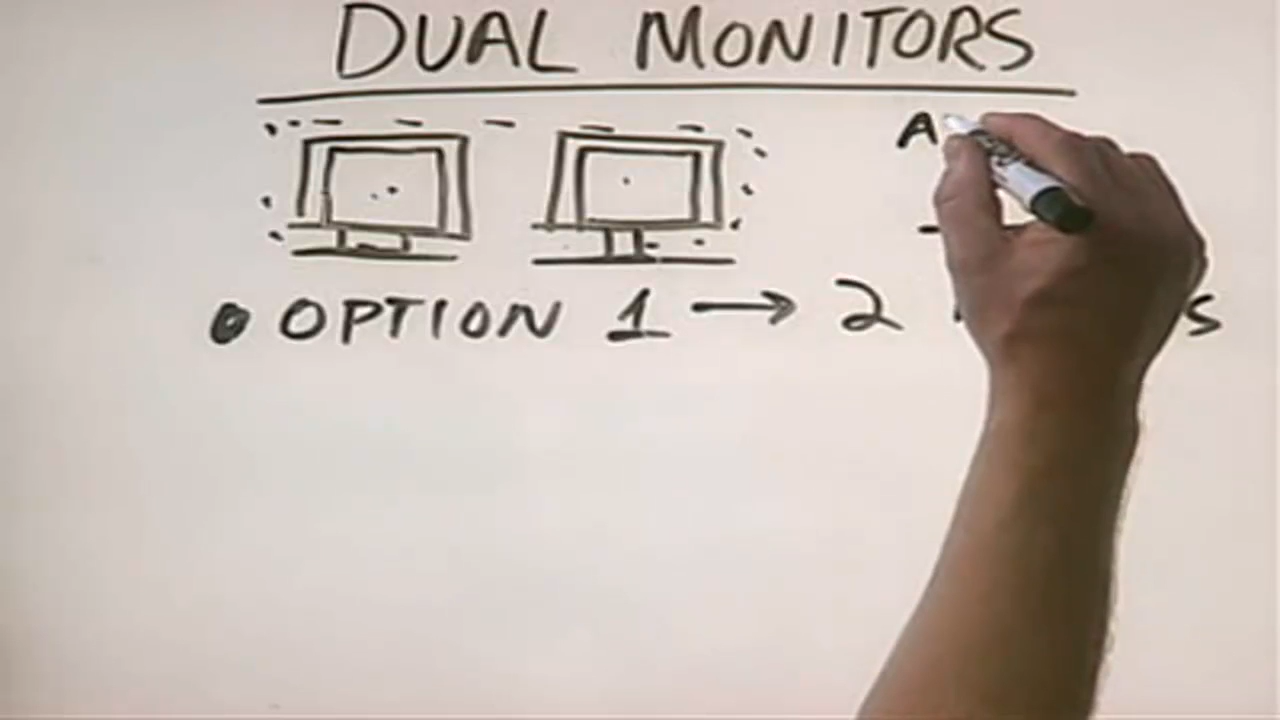 DUAL MONITORS
A
OPTION 1 → 2